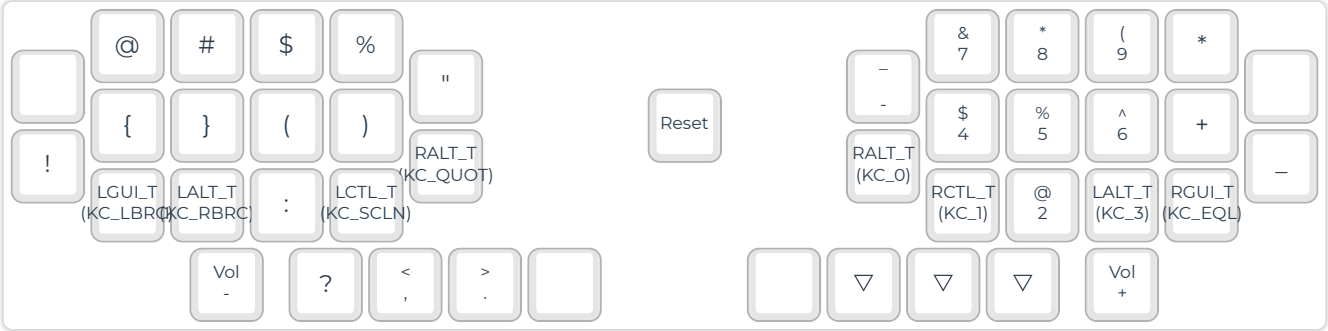 @ # $ %
"
{ } ( )
!
RALT_T
(KC_QUOT)
LGUI_T
(KC_LBRC)
LALT_T
(KC_RBRC)
:
LCTL_T
(KC_SCLN)
Vol
-
?
<
,
>
.
Reset
&
7
*
8
(
9
*
_
-
$
4
%
5
^
6
+
RALT_T
(KC_0)
_
RCTL_T
(KC_1)
@
2
LALT_T
(KC_3)
RGUI_T
(KC_EQL)
▽ ▽ ▽
Vol
+